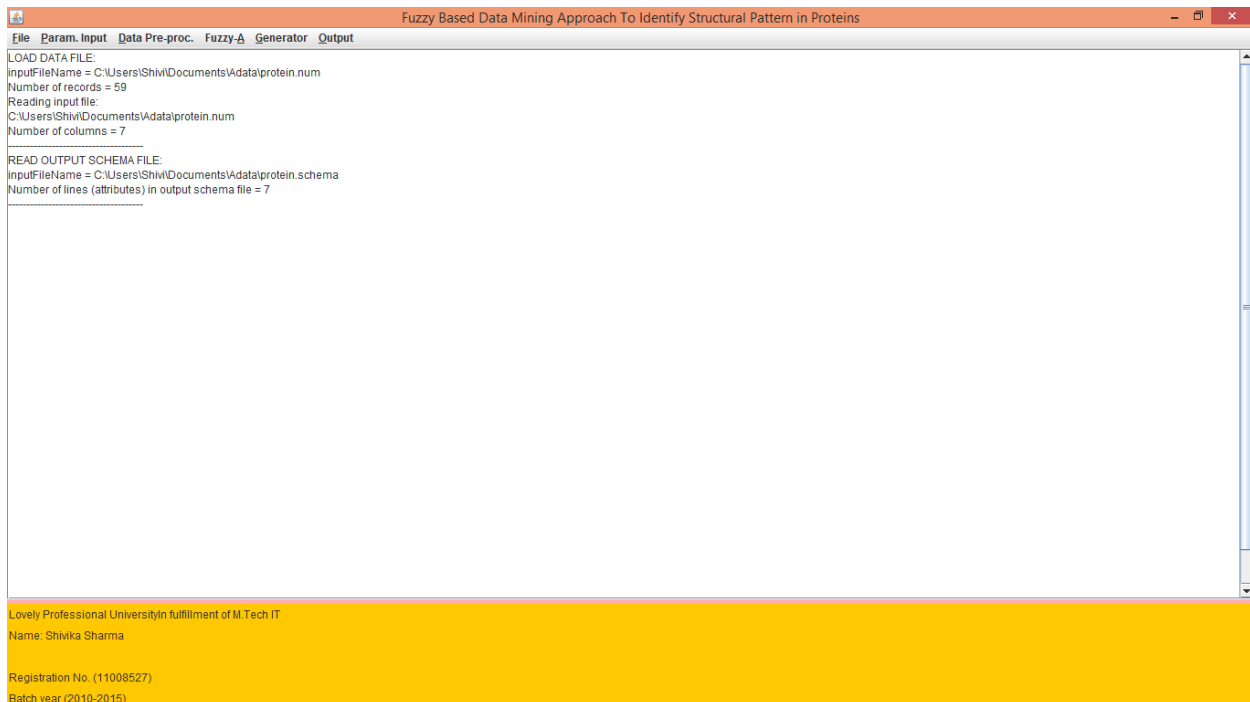 Fuzzy Based Data Mining Approach To Identify Structural Pattern in Proteins
File Param. Input Data Pre-proc. Fuzzy-A Generator Output
LOAD DATA FILE:
inputFileName = C:\Users\Shivi\Documents\Adata\protein.num
Number of records = 59
Reading input file:
C:\Users\Shivi\Documents\Adata\protein.num
Number of columns = 7
-------------------------------------
READ OUTPUT SCHEMA FILE:
inputFileName = C:\Users\Shivi\Documents\Adata\protein.schema
Number of lines (attributes) in output schema file = 7
-------------------------------------
Lovely Professional UniversityIn fulfillment of M.Tech IT
Name: Shivika Sharma
Registration No. (11008527)
Batch year (2010-2015)